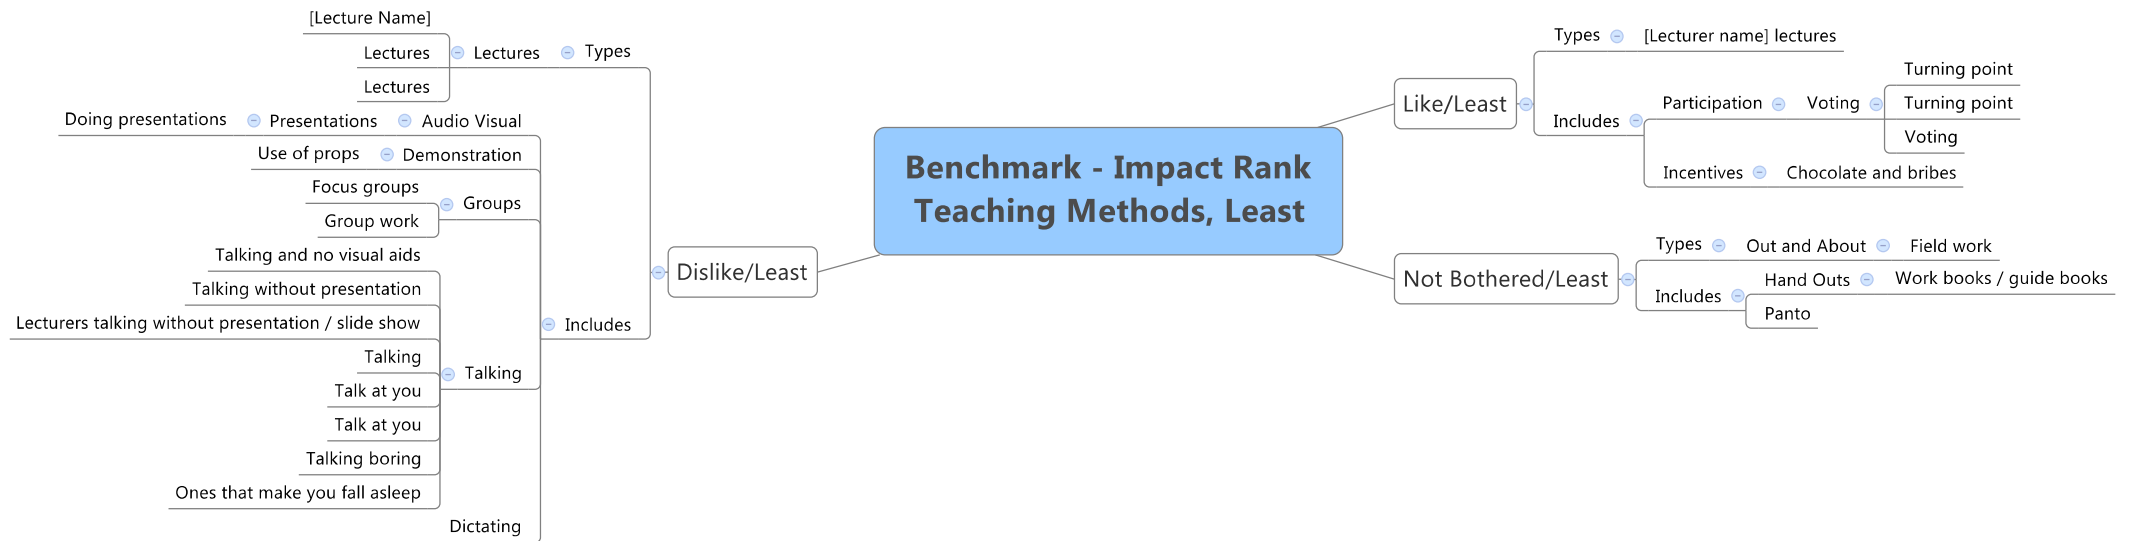 Benchmark - Impact Rank
Teaching Methods, Least
Like/Least
Types
[Lecturer name] lectures
Includes
Participation
Voting
Turning point
Turning point
Voting
Incentives
Chocolate and bribes
Not Bothered/Least
Types
Out and About
Field work
Includes
Hand Outs
Work books / guide books
Panto
Dislike/Least
Types
Lectures
[Lecture Name]
Lectures
Lectures
Includes
Audio Visual
Presentations
Doing presentations
Demonstration
Use of props
Groups
Focus groups
Group work
Talking
Talking and no visual aids
Talking without presentation
Lecturers talking without presentation / slide show
Talking
Talk at you
Talk at you
Talking boring
Ones that make you fall asleep
Dictating